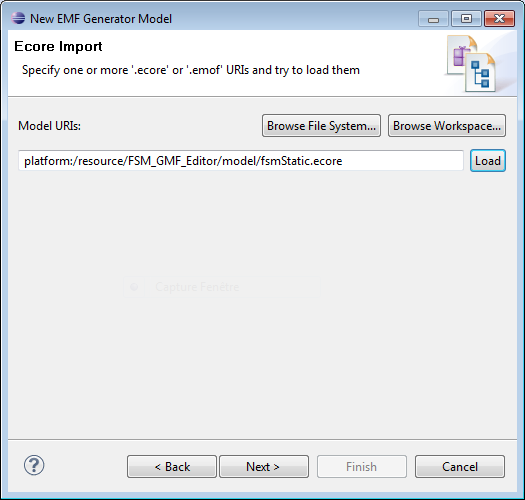 New EMF Generator Model
Ecore Import
Specify one or more '.ecore' or '.emof' URIs and try to load them
Model URIs:
Browse File System...
Browse Workspace...
platform:/resource/FSM_GMF_Editor/model/fsmStatic.ecore
Load
Capture Fenêtre
?
< Back
Next >
Finish
Cancel